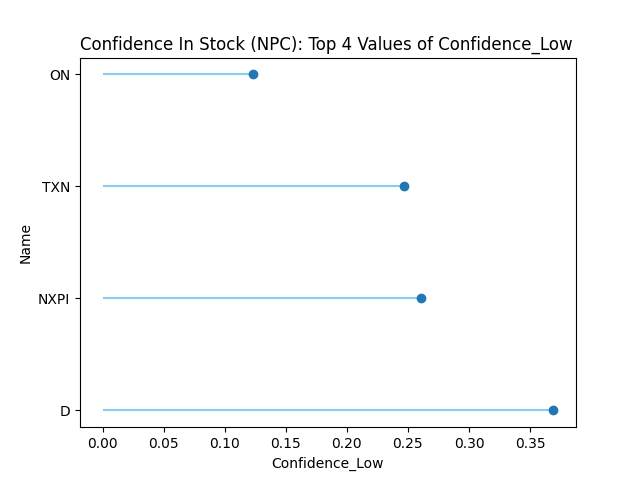 Confidence In Stock (NPC): Top 4 Values of Confidence_Low
ON
TXN
NXPI
D
Name
0.00 0.05 0.10 0.15 0.20 0.25 0.30 0.35
Confidence_Low